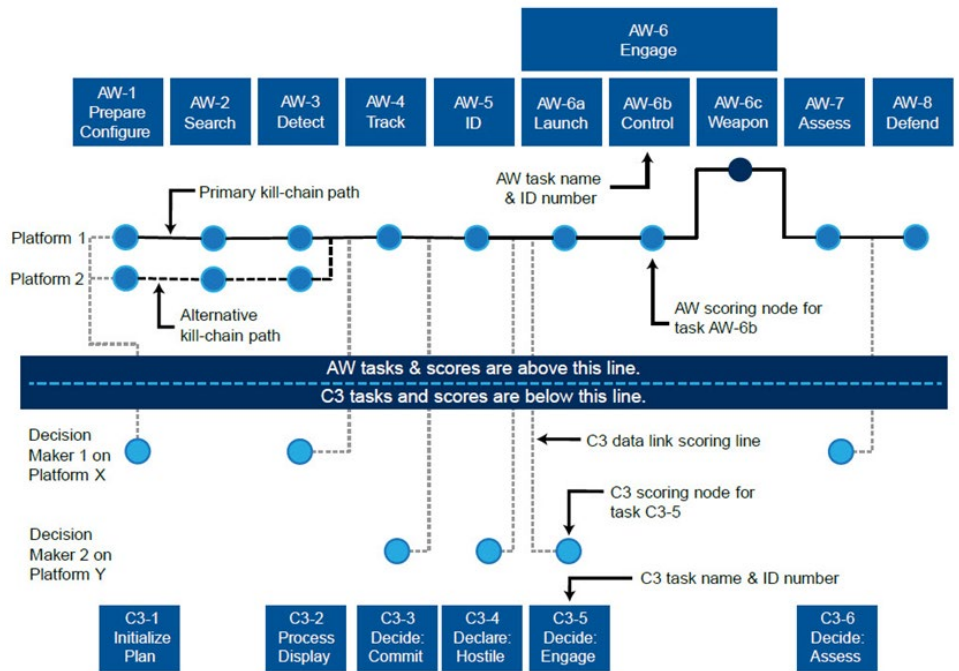 AW-6
Engage
AW-1
Prepare
Configure
AW-2
Search
AW-3
Detect
AW-4
Track
AW-5
ID
AW-6a
Launch
AW-6b
Control
AW-6c
Weapon
AW-7
Assess
AW-8
Defend
AW task name
& ID number
Primary kill-chain path
Platform 1
Platform 2
Alternative
kill-chain path
AW scoring node for
task AW-6b
AW tasks & scores are above this line.
C3 tasks and scores are below this line.
Decision
Maker 1 on
Platform X
C3 data link scoring line
C3 scoring node for
task C3-5
Decision
Maker 2 on
Platform Y
C3 task name & ID number
C3-1
Initialize
Plan
C3-2
Process
Display
C3-3
Decide:
Commit
C3-4
Declare:
Hostile
C3-5
Decide:
Engage
C3-6
Decide:
Assess